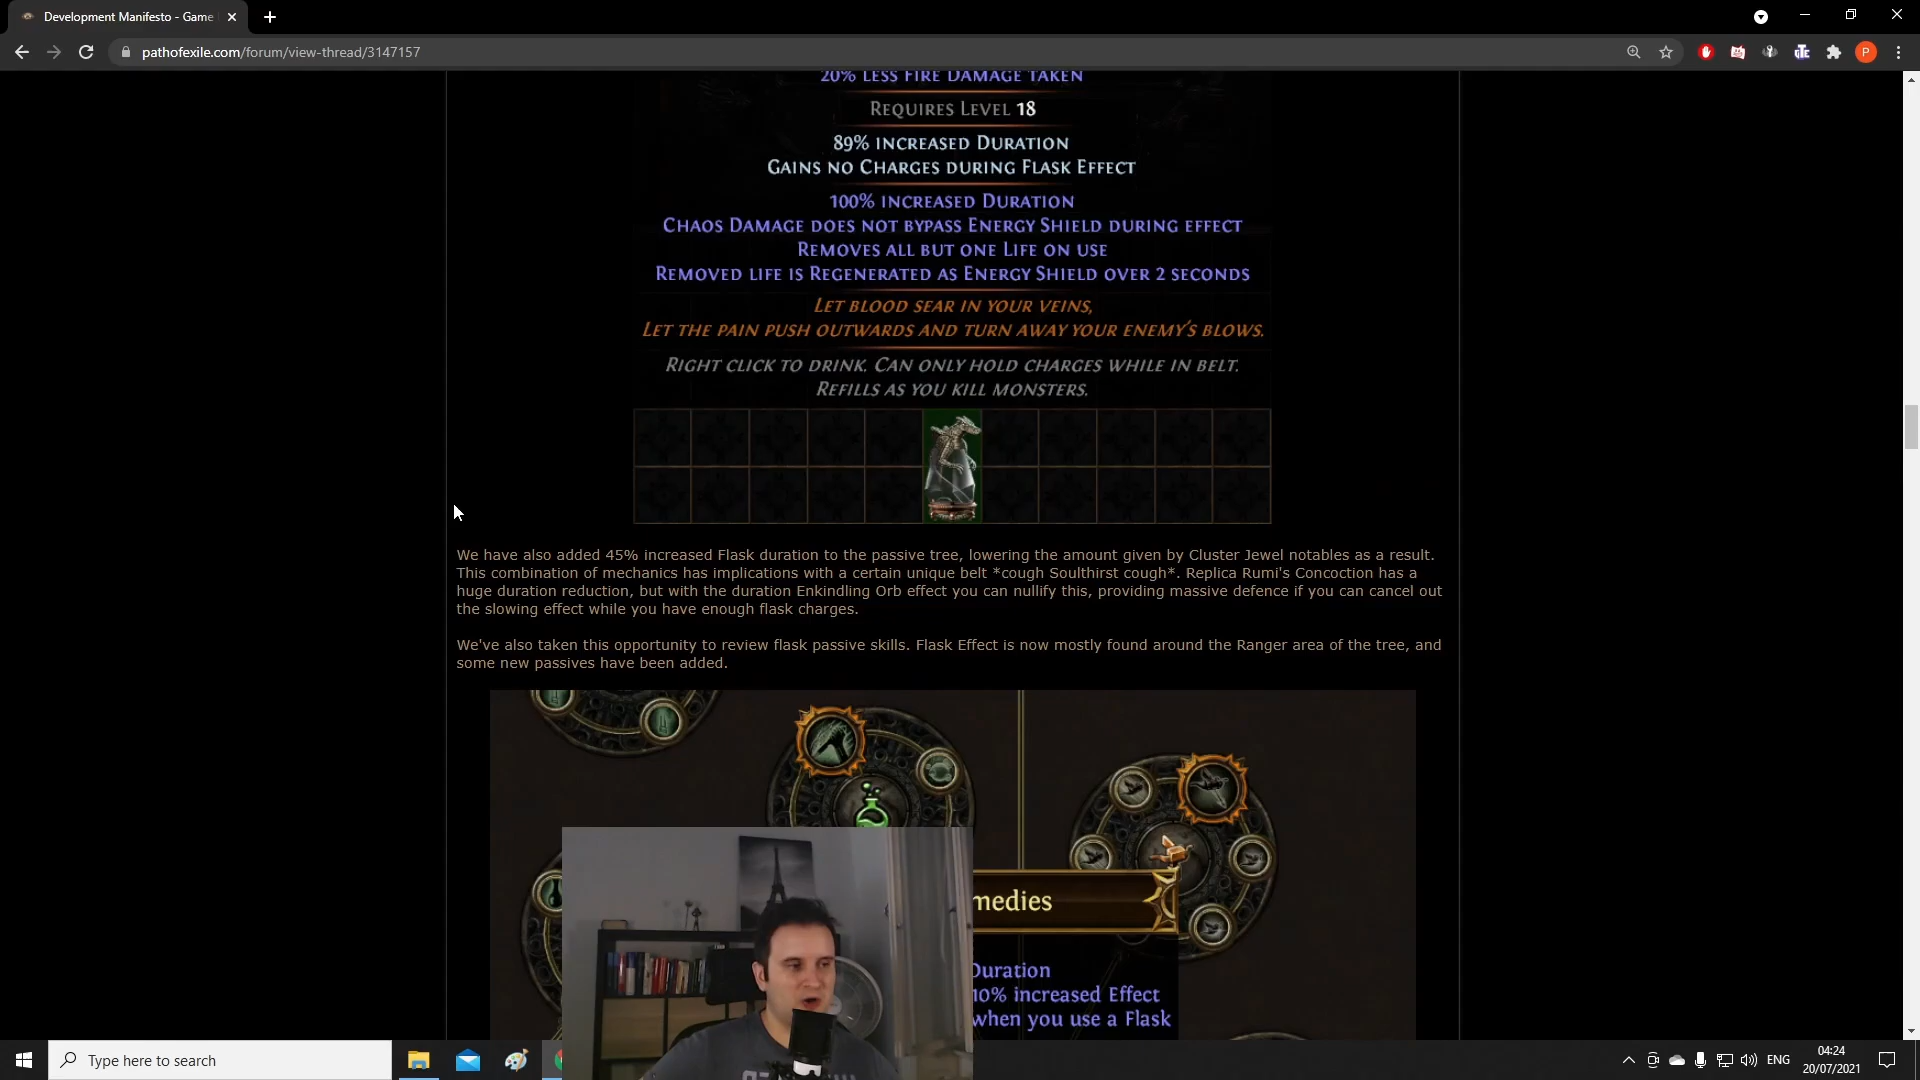 Development Manifesto - Game
pathofexile.com/forum/view-thread/3147157
P
20% LESS FIRE DAMAGE TAKEN
REQUIRES LEVEL 18
89% INCREASED DURATION
GAINS NO CHARGES DURING FLASK EFFECT
100% INCREASED DURATION
CHAOS DAMAGE DOES NOT BYPASS ENERGY SHIELD DURING EFFECT
REMOVES ALL BUT ONE LIFE ON USE
REMOVED LIFE IS REGENERATED AS ENERGY SHIELD OVER 2 SECONDS
LET BLOOD SEAR IN YOUR VEINS,
LET THE PAIN PUSH OUTWARDS AND TURN AWAY YOUR ENEMY'S BLOWS.
RIGHT CLICK TO DRINK. CAN ONLY HOLD CHARGES WHILE IN BELT.
REFILLS AS YOU KILL MONSTERS.
We have also added 45% increased Flask duration to the passive tree, lowering the amount given by Cluster Jewel notables as a result.
This combination of mechanics has implications with a certain unique belt *cough Soulthirst cough*. Replica Rumi's Concoction has a
huge duration reduction, but with the duration Enkindling Orb effect you can nullify this, providing massive defence if you can cancel out
the slowing effect while you have enough flask charges.
We've also taken this opportunity to review flask passive skills. Flask Effect is now mostly found around the Ranger area of the tree, and
some new passives have been added.
medies
Duration
10% increased Effect
when you use a Flask
Type here to search
ENG
04:24
20/07/2021